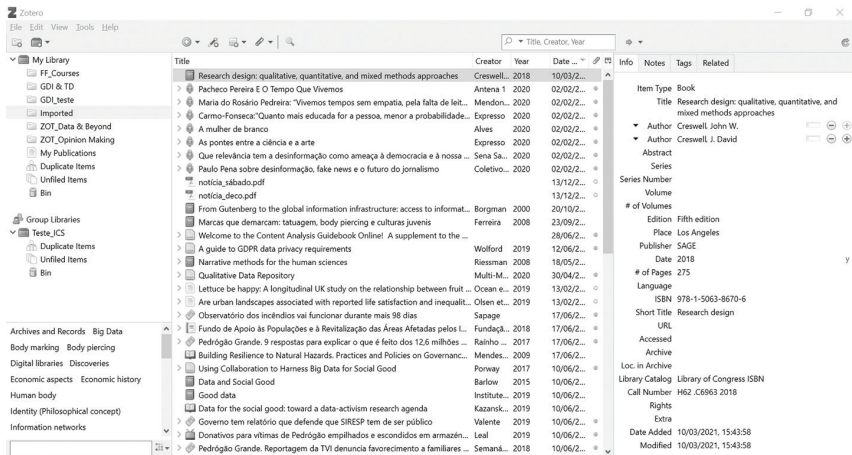 Zotero
File Edit View Tools Help
Title, Creator, Year
My Library
FF_Courses
GDI & TD
GDI_teste
Imported
ZOT_Data & Beyond
ZOT_Opinion Making
My Publications
Duplicate Items
Unfiled Items
Bin
Group Libraries
Teste_ICS
Duplicate Items
Unfiled Items
Bin
Archives and Records Big Data
Body marking Body piercing
Digital libraries Discoveries
Economic aspects Economic history
Human body
Identity (Philosophical concept)
Information networks
Title Creator Year Date ...
Research design: qualitative, quantitative, and mixed methods approaches Creswell... 2018 10/03/2...
Pacheco Pereira E O Tempo Que Vivemos Antena 1 2020 02/02/2...
Maria do Rosário Pedreira: "Vivemos tempos sem empatia, pela falta de leit... Mendon... 2020 02/02/2...
Carmo-Fonseca:"Quanto mais educada for a pessoa, menor a probabilidade... Expresso 2020 02/02/2...
A mulher de branco Alves 2020 02/02/2...
As pontes entre a ciência e a arte Expresso 2020 02/02/2...
Que relevância tem a desinformação como ameaça à democracia e à nossa ... Sena Sa... 2020 02/02/2...
Paulo Pena sobre desinformação, fake news e o futuro do jornalismo Coletivo... 2020 02/02/2...
notícia_sábado.pdf 13/12/2...
notícia_deco.pdf 13/12/2...
From Gutenberg to the global information infrastructure: access to informat... Borgman 2000 20/10/2...
Marcas que demarcam: tatuagem, body piercing e culturas juvenis Ferreira 2008 23/09/2...
Welcome to the Content Analysis Guidebook Online! A supplement to the ... 28/06/2...
A guide to GDPR data privacy requirements Wolford 2019 12/06/2...
Narrative methods for the human sciences Riessman 2008 18/05/2...
Qualitative Data Repository Multi-M... 2020 30/04/2...
Lettuce be happy: A longitudinal UK study on the relationship between fruit ... Ocean e... 2019 13/02/2...
Are urban landscapes associated with reported life satisfaction and inequalit... Olsen et... 2019 13/02/2...
Observatório dos incêndios vai funcionar durante mais 98 dias Sapage 17/06/2...
Fundo de Apoio às Populações e à Revitalização das Áreas Afetadas pelos I... Fundaçã... 2018 17/06/2...
Pedrógão Grande. 9 respostas para explicar o que é feito dos 12,6 milhões ... Rainho ... 2017 17/06/2...
Building Resilience to Natural Hazards. Practices and Policies on Governanc... Mendes... 2009 17/06/2...
Using Collaboration to Harness Big Data for Social Good Porway 2017 10/06/2...
Data and Social Good Barlow 2015 10/06/2...
Good data Institute... 2019 10/06/2...
Data for the social good: toward a data-activism research agenda Kazansk... 2019 10/06/2...
Governo tem relatório que defende que SIRESP tem de ser público Valente 2019 10/06/2...
Donativos para vítimas de Pedrógão empilhados e escondidos em armazén... Leal 2019 10/06/2...
Pedrógão Grande. Reportagem da TVI denuncia favorecimento a familiares ... Semaná... 2018 10/06/2...
Info Notes Tags Related
Item Type Book
Title Research design: qualitative, quantitative, and
mixed methods approaches
Author Creswell, John W.
Author Creswell, J. David
Abstract
Series
Series Number
Volume
# of Volumes
Edition Fifth edition
Place Los Angeles
Publisher SAGE
Date 2018 y
# of Pages 275
Language
ISBN 978-1-5063-8670-6
Short Title Research design
URL
Accessed
Archive
Loc. in Archive
Library Catalog Library of Congress ISBN
Call Number H62 .C6963 2018
Rights
Extra
Date Added 10/03/2021, 15:43:58
Modified 10/03/2021, 15:43:58